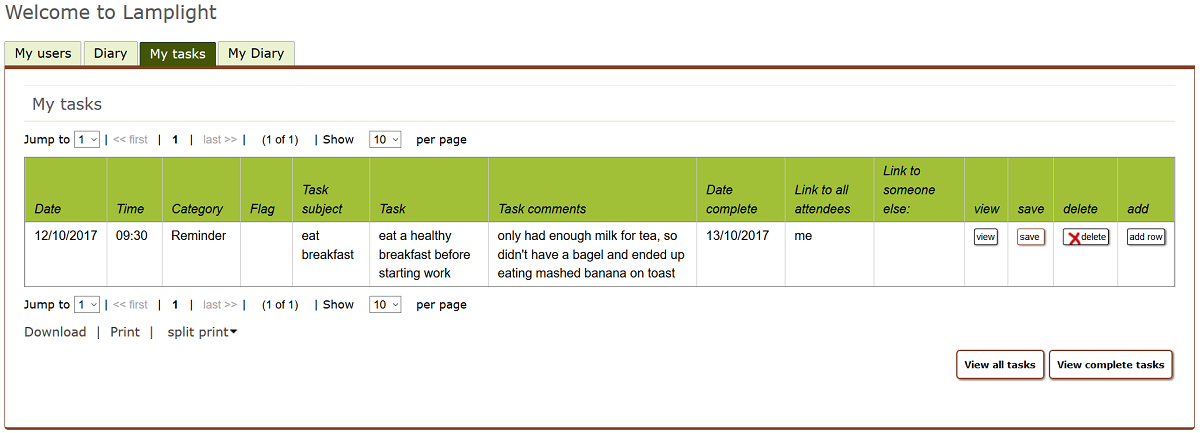 Welcome to Lamplight
My users Diary My tasks My Diary
My tasks
Jump to 1 | << first | 1 | last >> | (1 of 1) | Show 10 per page
Date Time Category Flag Task subject Task Task comments Date complete Link to all attendees Link to someone else: view save delete add
12/10/2017 09:30 Reminder eat breakfast eat a healthy breakfast before starting work only had enough milk for tea, so didn't have a bagel and ended up eating mashed banana on toast 13/10/2017 me view save delete add row
Jump to 1 | << first | 1 | last >> | (1 of 1) | Show 10 per page
Download | Print | split print
View all tasks View complete tasks